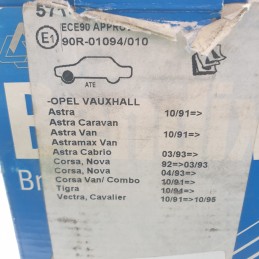 ECE90 APPROV
E1
90R-01094/010
ATE
-OPEL VAUXHALL
Astra 10/91=>
Astra Caravan
Astra Van 10/91=>
Astramax Van
Astra Cabrio 03/93=>
Corsa, Nova 92=>03/93
Corsa, Nova 04/93=>
Corsa Van/ Combo 10/91=>
Tigra 10/94=>
Vectra, Cavalier 10/91=>10/95
Br